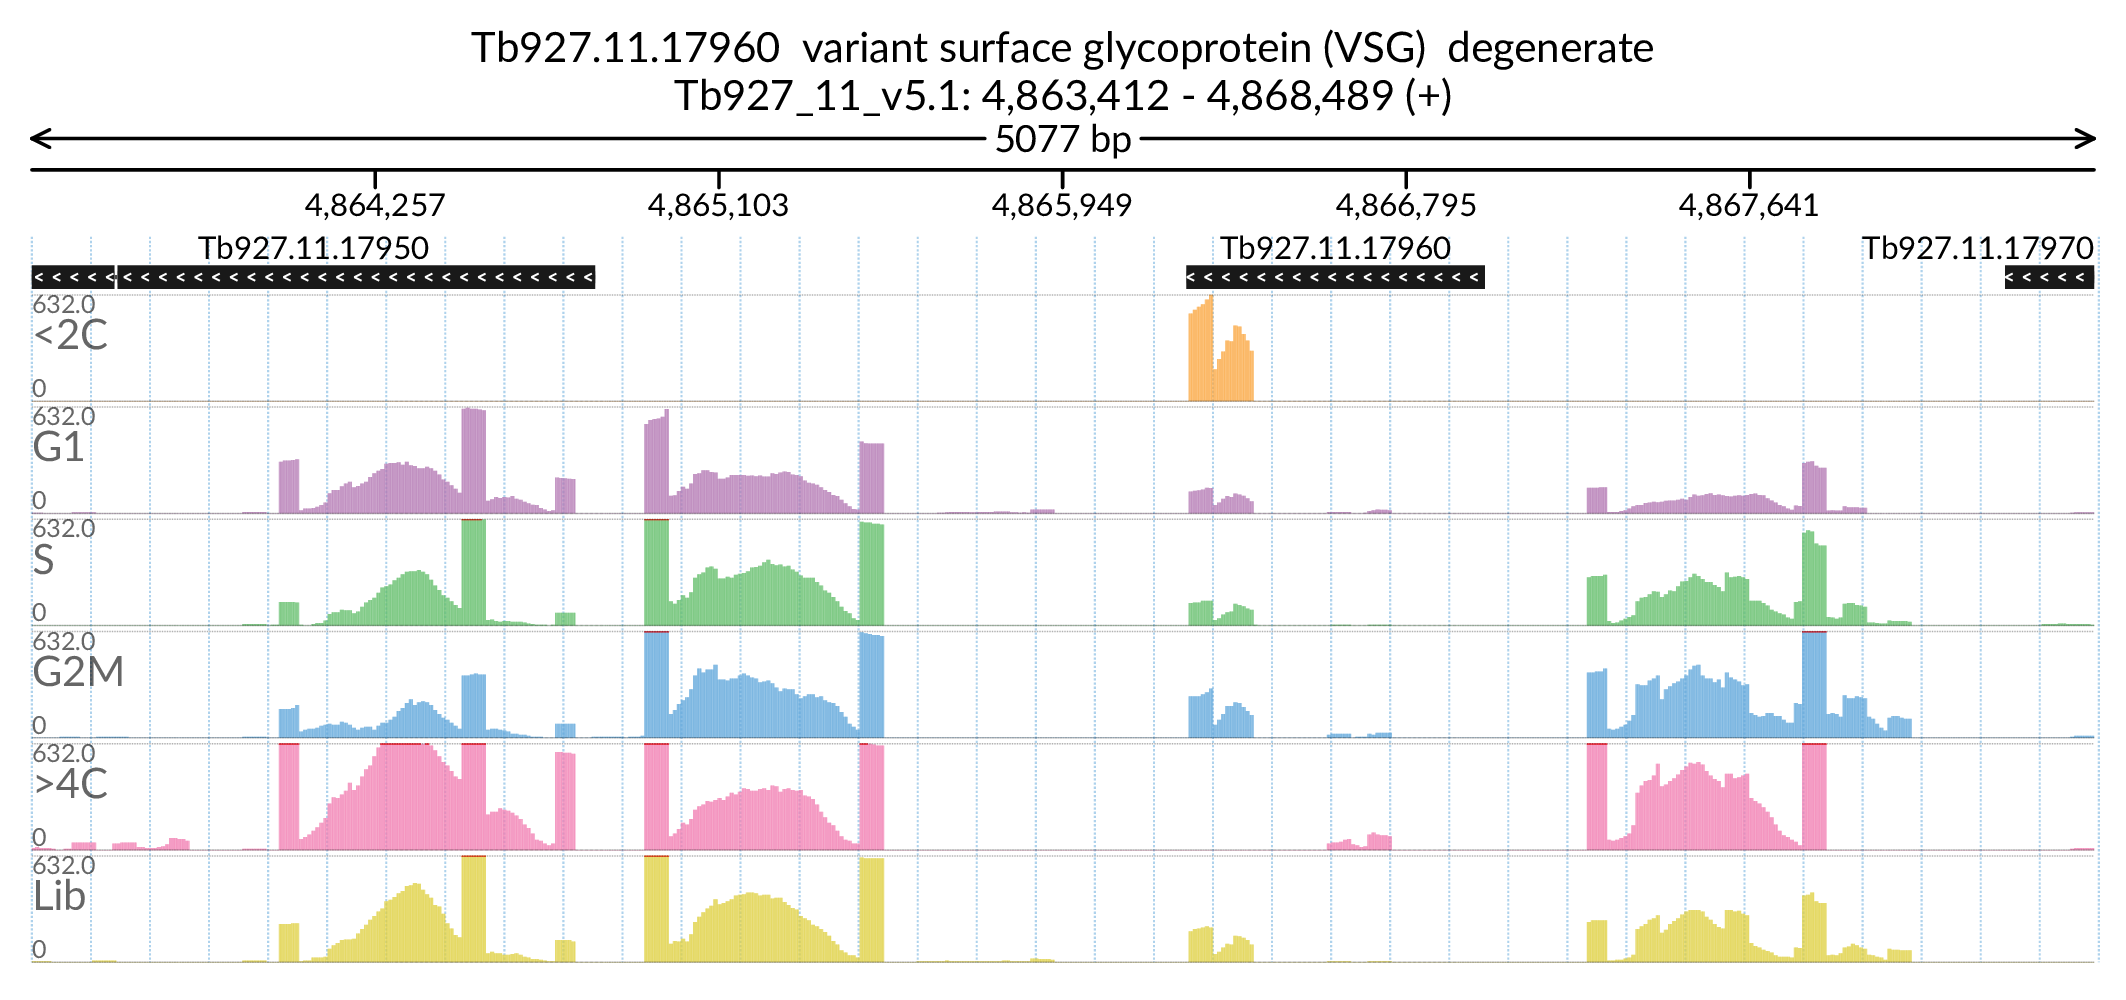 Tb927.11.17960 variant surface glycoprotein (VSG) degenerate
Tb927_11_v5.1: 4,863,412 - 4,868,489 (+)
5077 bp
4,864,257 4,865,103 4,865,949 4,866,795 4,867,641
Tb927.11.17950 Tb927.11.17960 Tb927.11.17970
632.0
<2C
0
632.0
G1
0
632.0
S
0
632.0
G2M
0
632.0
>4C
0
632.0
Lib
0